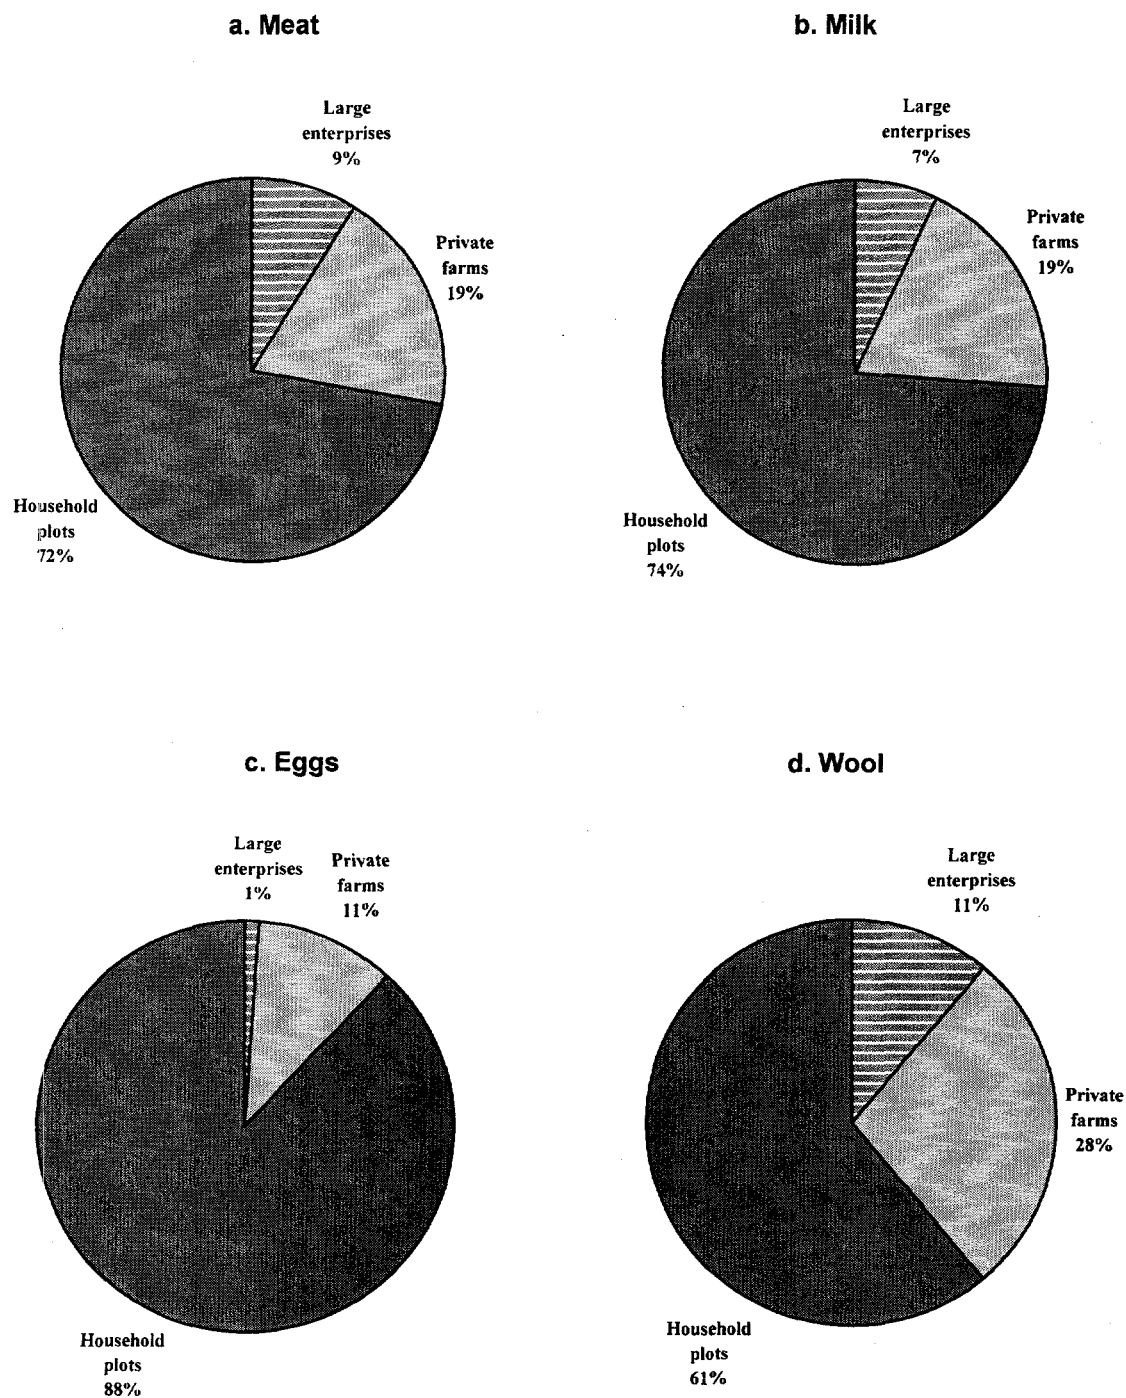 a. Meat
Large
enterprises
9%
Private
farms
19%
Household
plots
72%
b. Milk
Large
enterprises
7%
Private
farms
19%
Household
plots
74%
c. Eggs
Large
enterprises
1%
Private
farms
11%
Household
plots
88%
d. Wool
Large
enterprises
11%
Private
farms
28%
Household
plots
61%